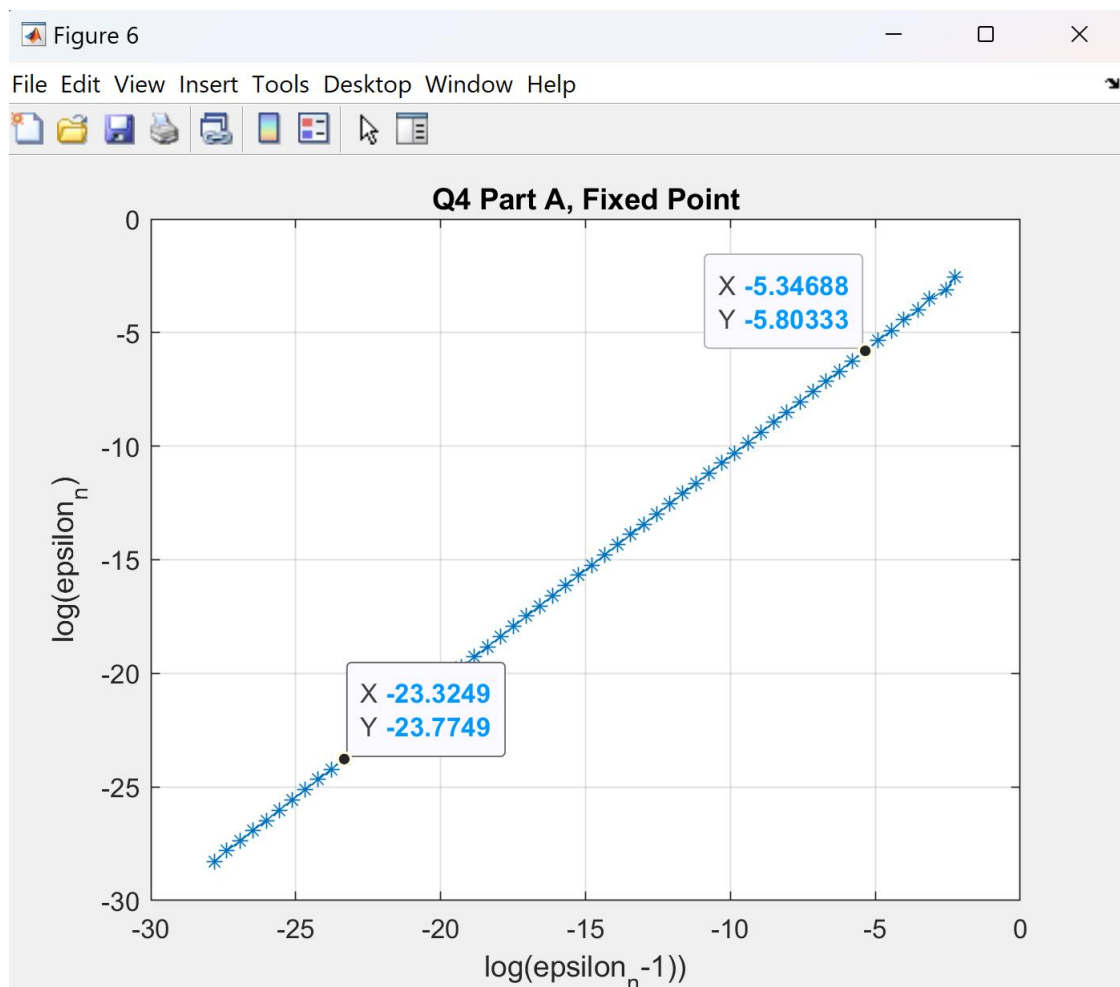 Figure 6
File Edit View Insert Tools Desktop Window Help
Q4 Part A, Fixed Point
0
-5
-10
-15
-20
-25
-30
log(epsilon_n)
X -5.34688
Y -5.80333
X -23.3249
Y -23.7749
-30 -25 -20 -15 -10 -5 0
log(epsilon_n-1))